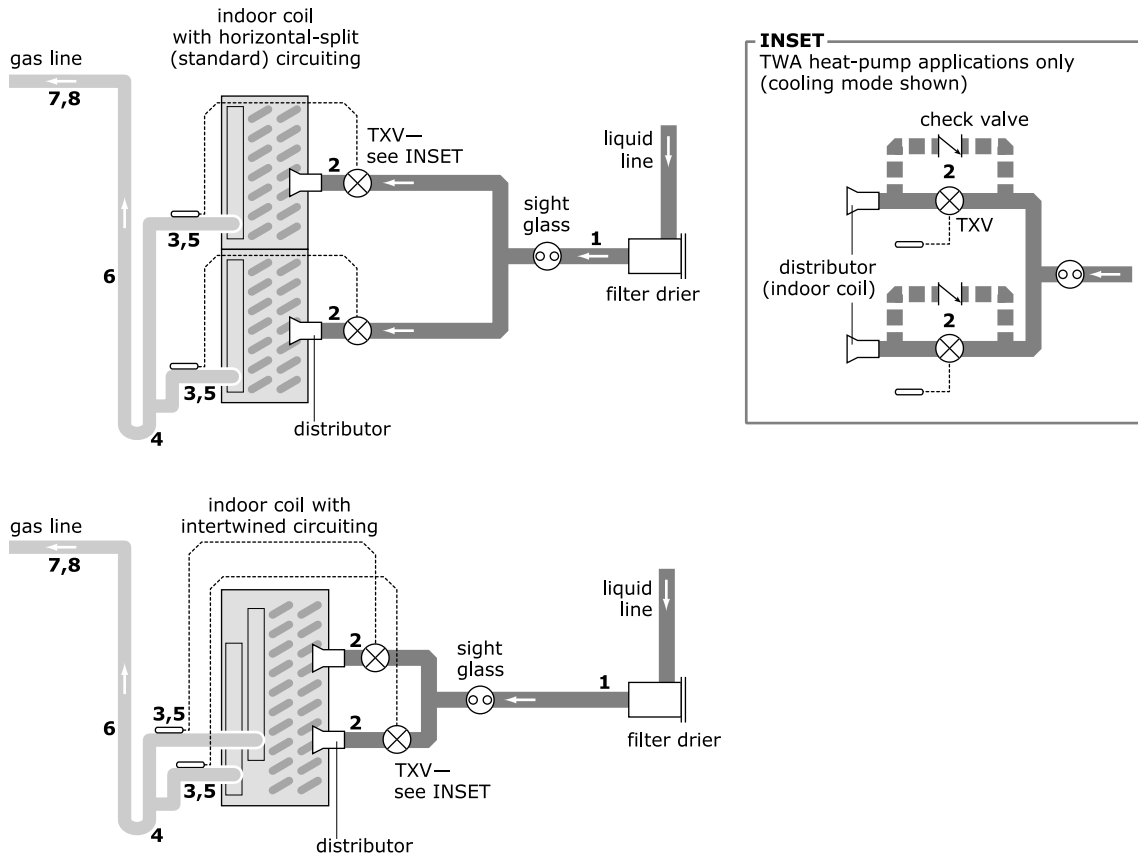 indoor coil
with horizontal-split
(standard) circuiting
gas line
7,8
TXV—
see INSET
2
liquid
line
sight
glass
1
3,5
6
filter drier
2
3,5
4
distributor
INSET
TWA heat-pump applications only
(cooling mode shown)
check valve
2
TXV
distributor
(indoor coil)
2
indoor coil with
intertwined circuiting
gas line
7,8
liquid
line
2
sight
glass
1
3,5
6
2
filter drier
TXV—
see INSET
3,5
4
distributor